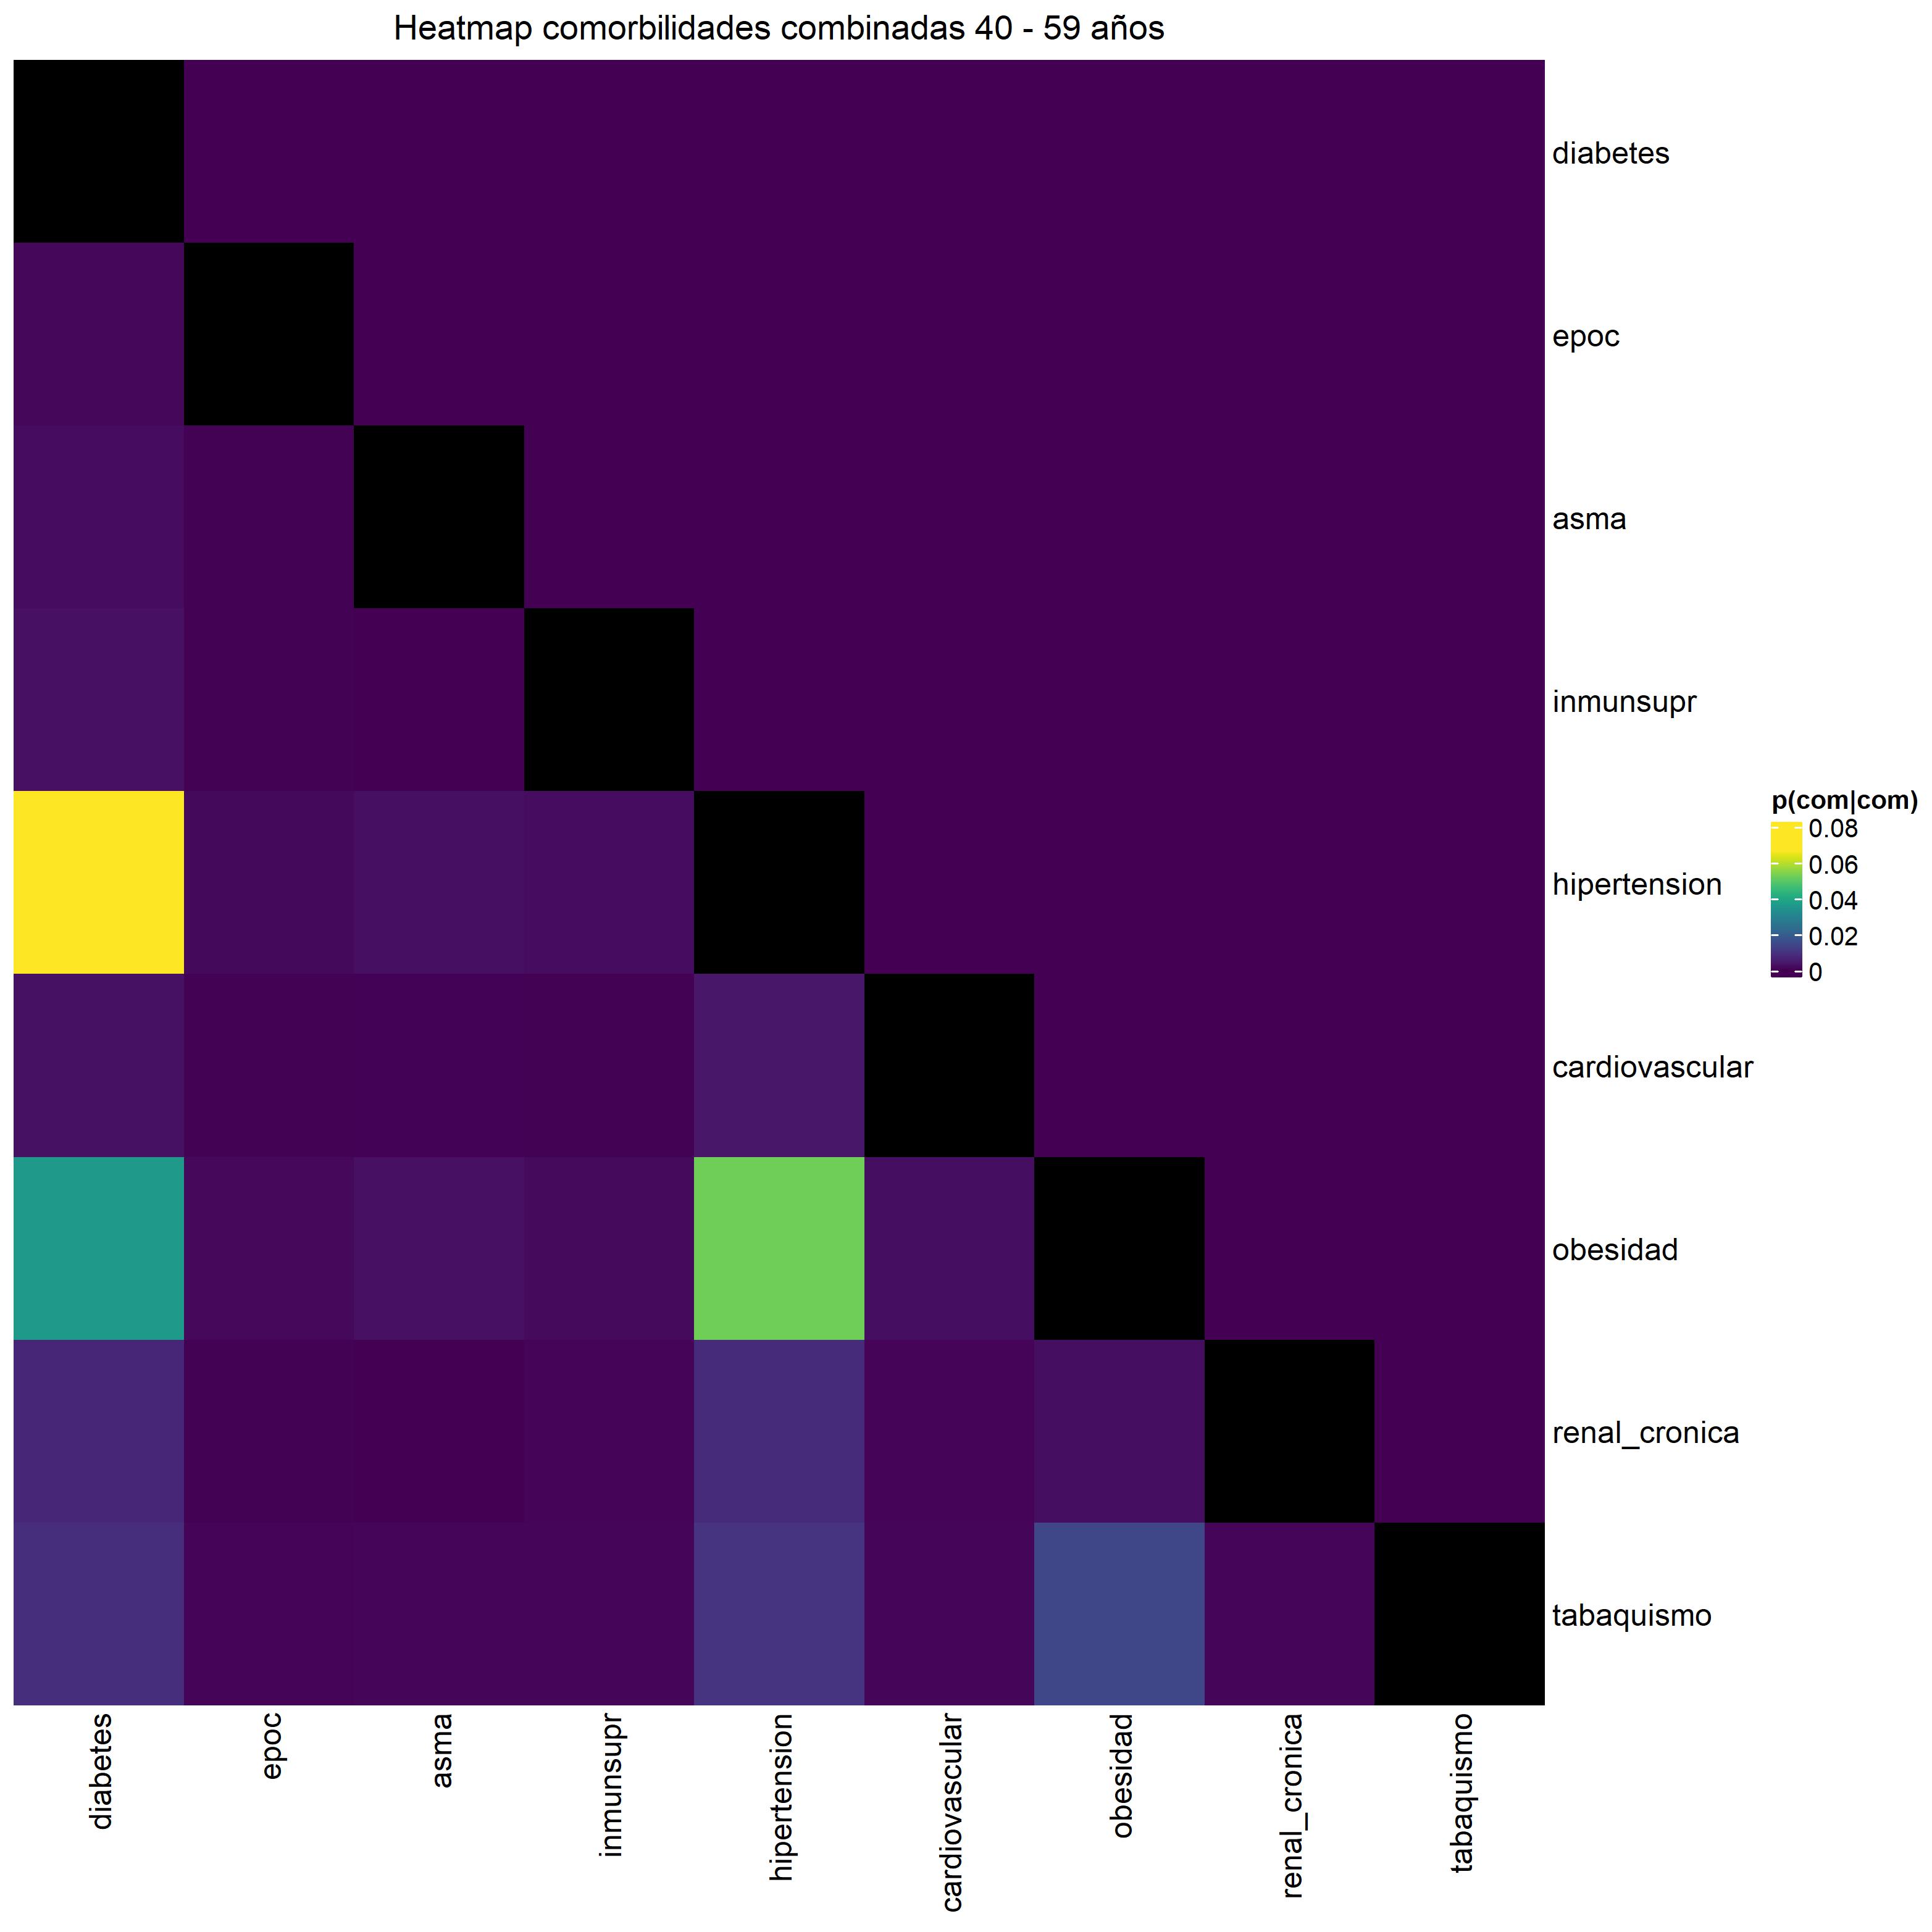 Heatmap comorbilidades combinadas 40 - 59 años
diabetes
epoc
asma
inmunsupr
hipertension
cardiovascular
obesidad
renal_cronica
tabaquismo
p(com|com)
0.08
0.06
0.04
0.02
0
diabetes
epoc
asma
inmunsupr
hipertension
cardiovascular
obesidad
renal_cronica
tabaquismo